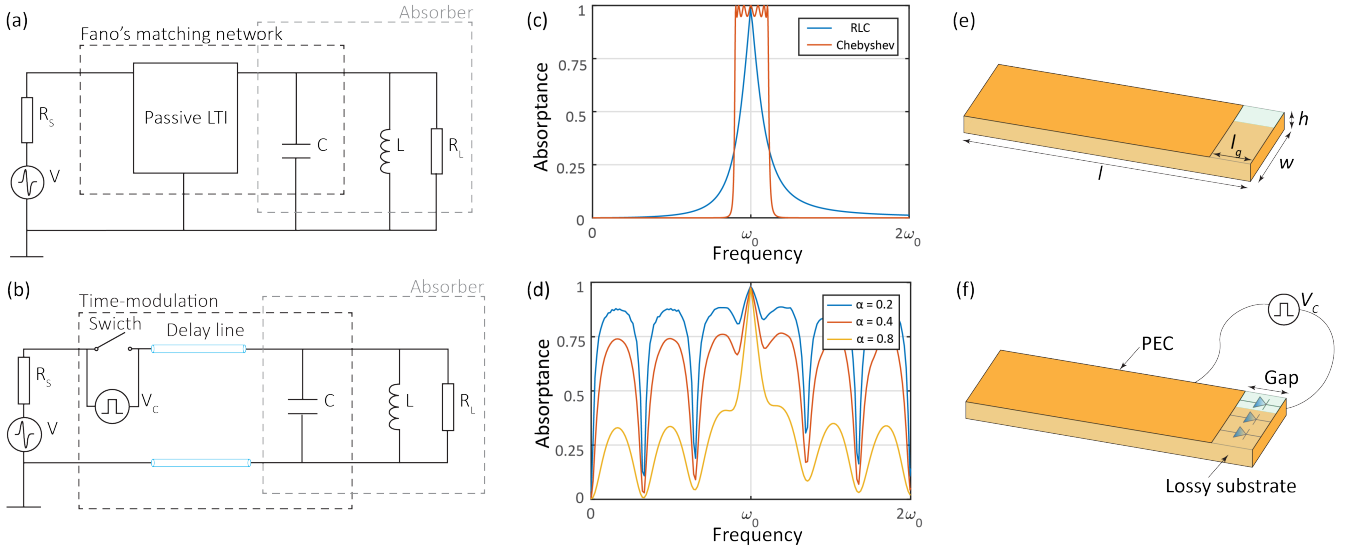 (a)
Absorber
Fano's matching network
R_S
V
Passive LTI
C
L
R_L
(b)
Absorber
Time-modulation
Swicth
Delay line
R_S
V
V_C
C
L
R_L
(c)
Absorptance
1
0.75
0.5
0.25
0
RLC
Chebyshev
0
ω_0
2ω_0
Frequency
(d)
Absorptance
1
0.75
0.5
0.25
0
α = 0.2
α = 0.4
α = 0.8
0
ω_0
2ω_0
Frequency
(e)
h
l_g
w
l
(f)
V_c
PEC
Gap
Lossy substrate